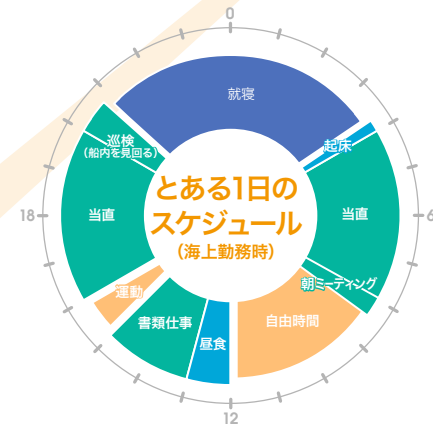 0
就寝
起床
当直
6
朝ミーティング
自由時間
12
昼食
書類仕事
運動
18
当直
巡検
(船内を見回る)
とある1日の
スケジュール
(海上勤務時)